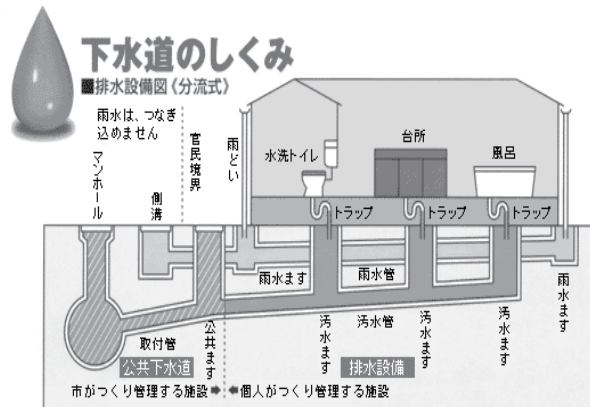 下水道のしくみ
■排水設備図《分流式》
雨水は、つなぎ
込めません
マンホール
側溝
官民境界
雨どい
水洗トイレ
台所
風呂
トラップ
トラップ
トラップ
雨水ます
雨水管
雨水ます
取付管
公共ます
汚水ます
汚水管
汚水ます
汚水ます
公共下水道
排水設備
市がつくり管理する施設➡
⬅個人がつくり管理する施設